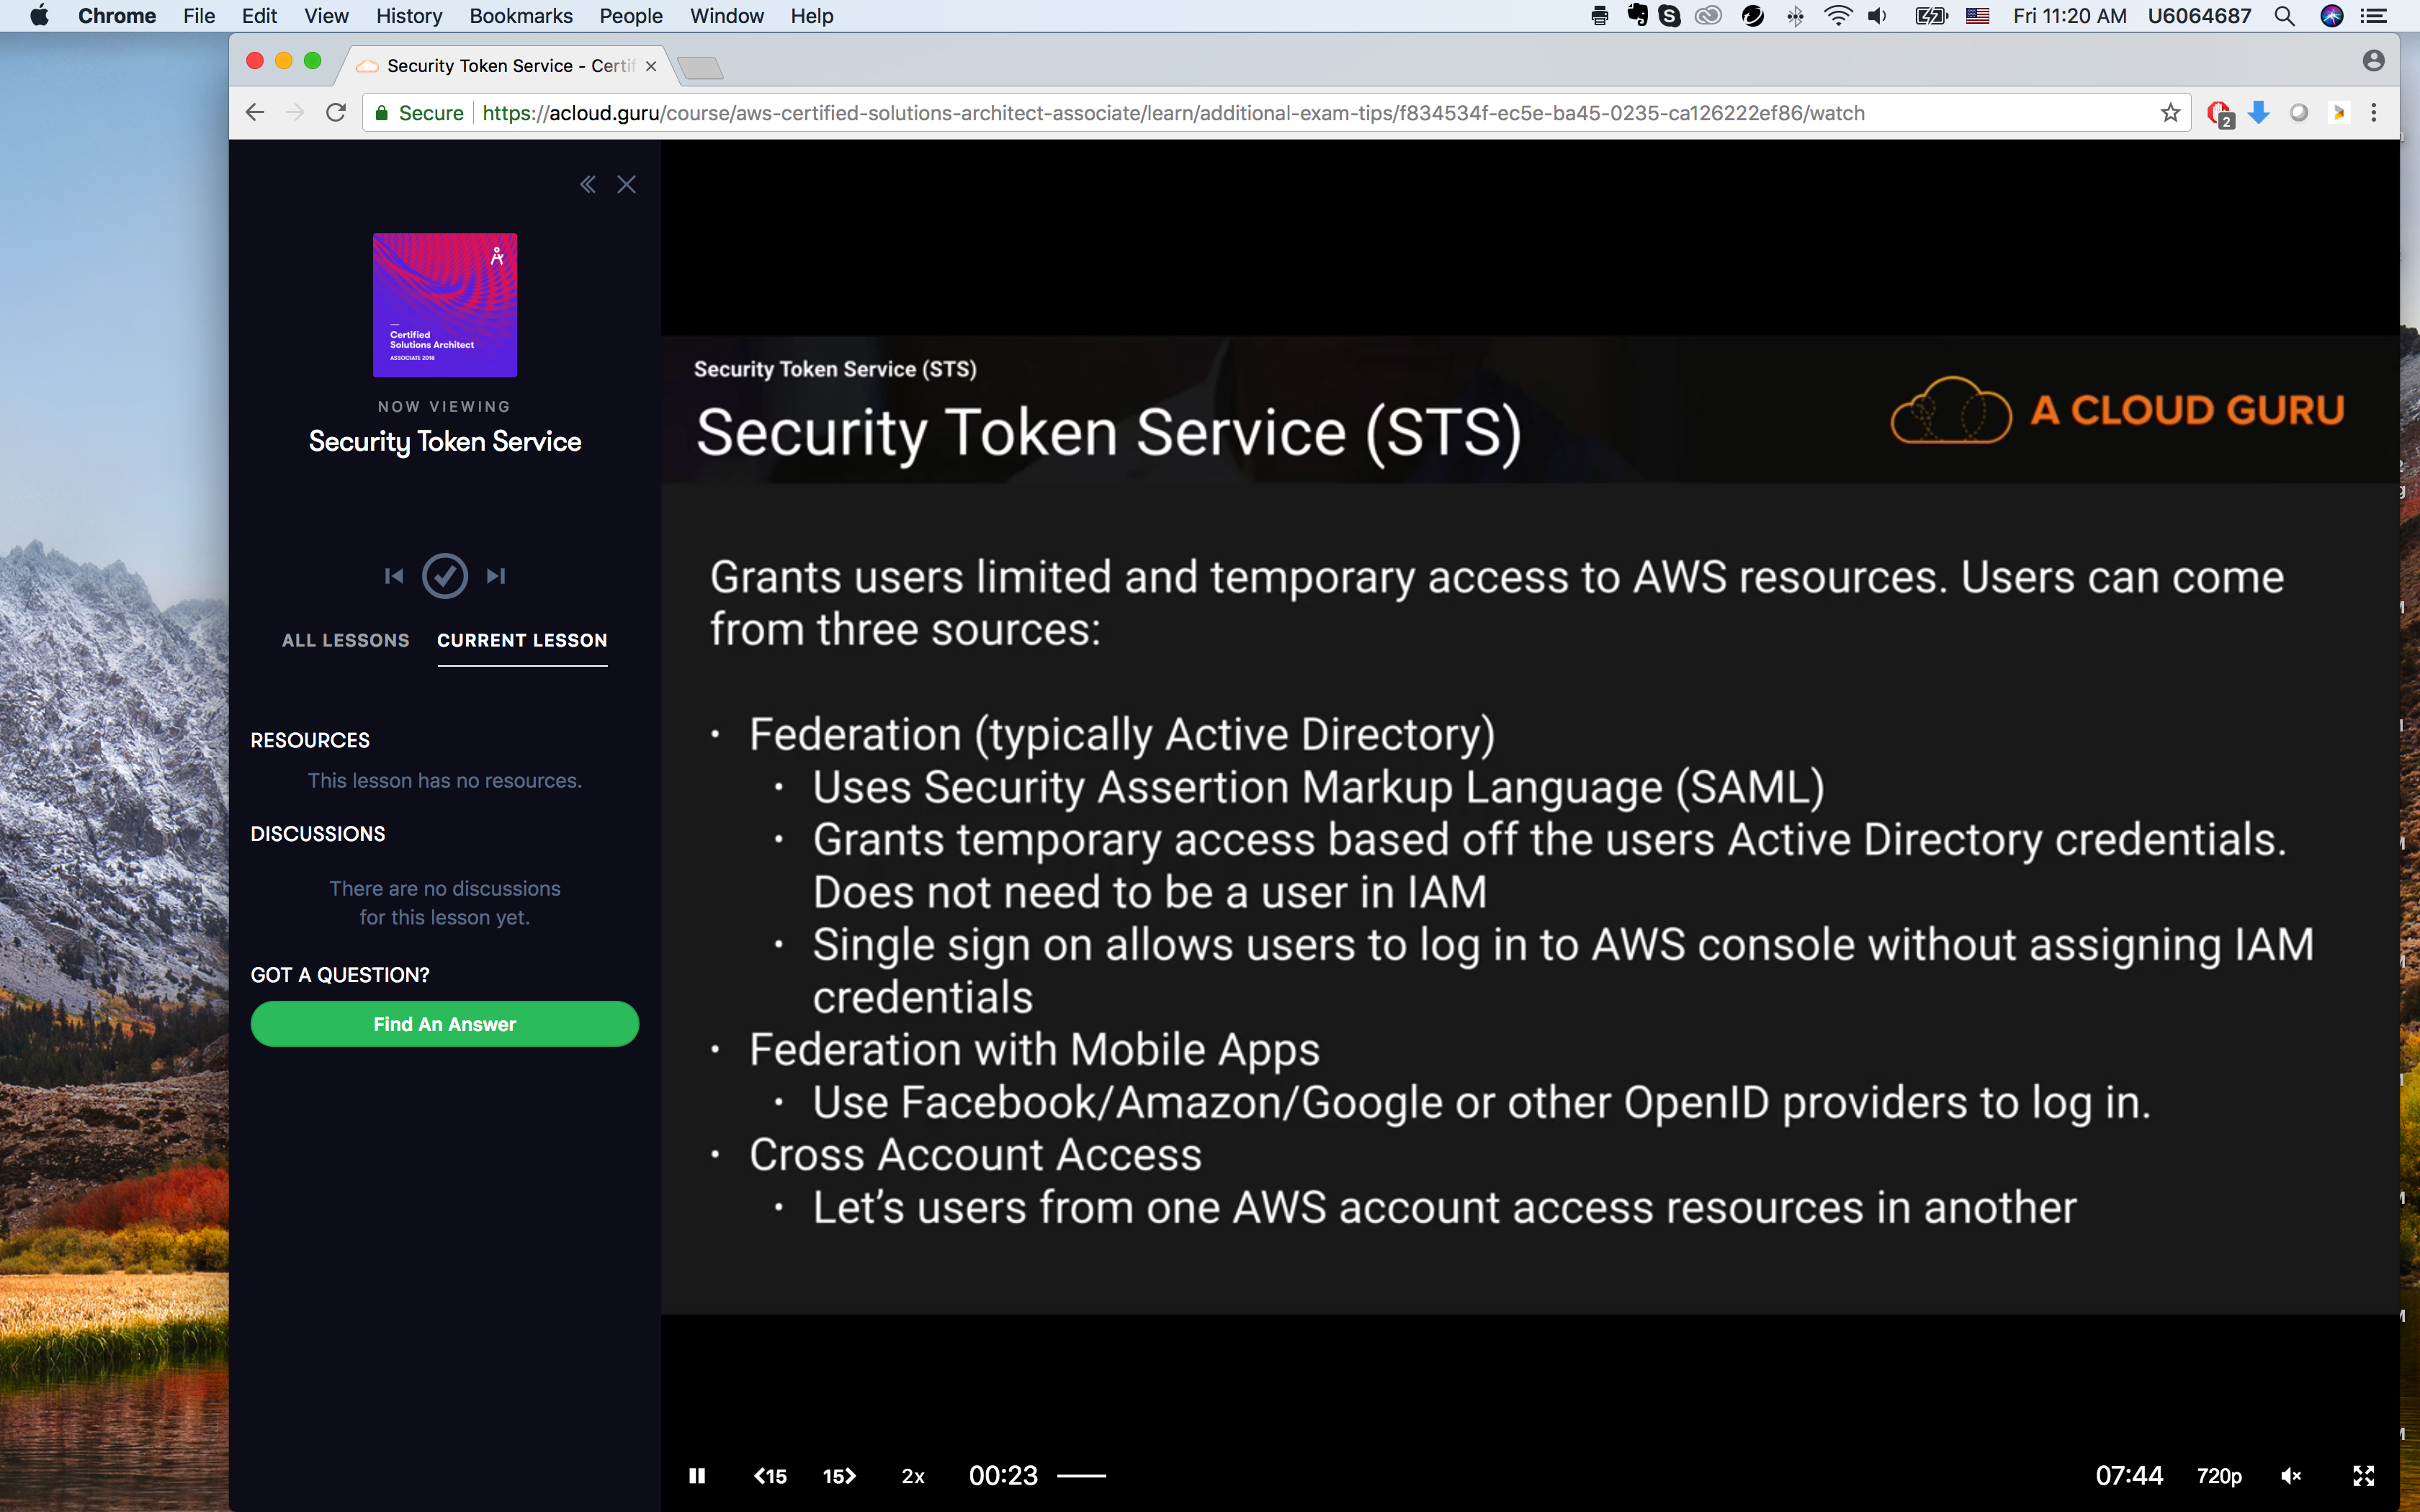 Chrome File Edit View History Bookmarks People Window Help Fri 11:20 AM U6064687
Security Token Service - Certif
Secure https://acloud.guru/course/aws-certified-solutions-architect-associate/learn/additional-exam-tips/f834534f-ec5e-ba45-0235-ca126222ef86/watch
2
Certified
Solutions Architect
ASSOCIATE 2018
NOW VIEWING
Security Token Service
ALL LESSONS CURRENT LESSON
RESOURCES
This lesson has no resources.
DISCUSSIONS
There are no discussions
for this lesson yet.
GOT A QUESTION?
Find An Answer
Security Token Service (STS)
Security Token Service (STS)
A CLOUD GURU
Grants users limited and temporary access to AWS resources. Users can come
from three sources:
• Federation (typically Active Directory)
• Uses Security Assertion Markup Language (SAML)
• Grants temporary access based off the users Active Directory credentials.
Does not need to be a user in IAM
• Single sign on allows users to log in to AWS console without assigning IAM
credentials
• Federation with Mobile Apps
• Use Facebook/Amazon/Google or other OpenID providers to log in.
• Cross Account Access
• Let's users from one AWS account access resources in another
15 15 2x 00:23 07:44 720p